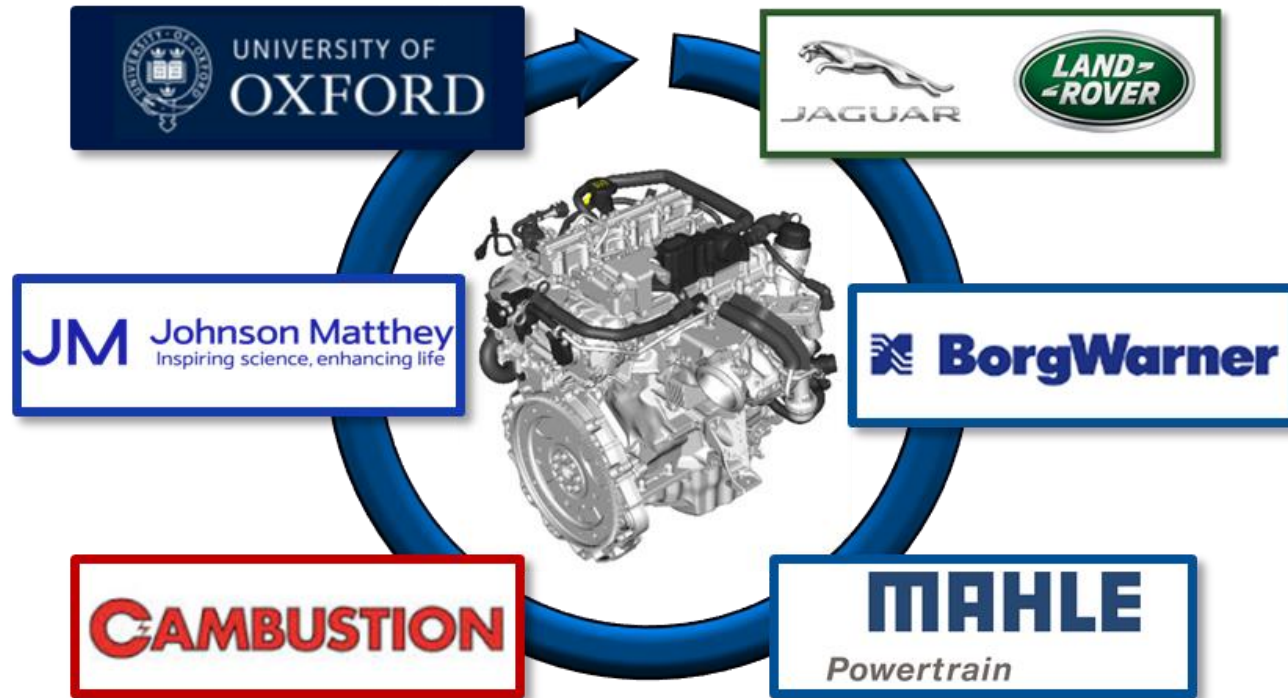 UNIVERSITY OF
OXFORD
JAGUAR
LAND-
-ROVER
JM Johnson Matthey
Inspiring science, enhancing life
BorgWarner
CAMBUSTION
MAHLE
Powertrain